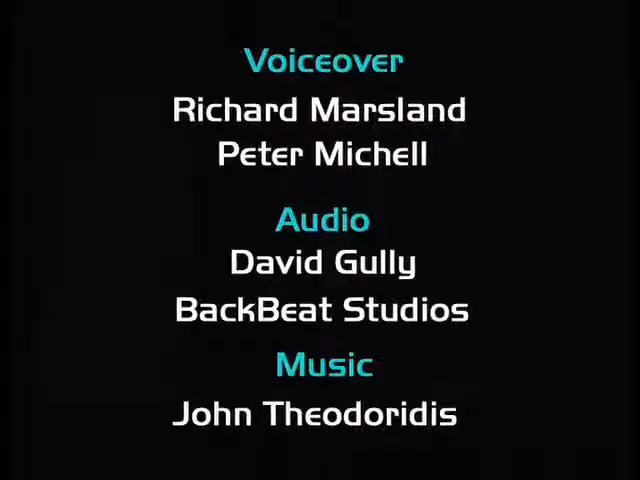 Voiceover
Richard Marsland
Peter Michell
Audio
David Gully
BackBeat Studios
Music
John Theodoridis